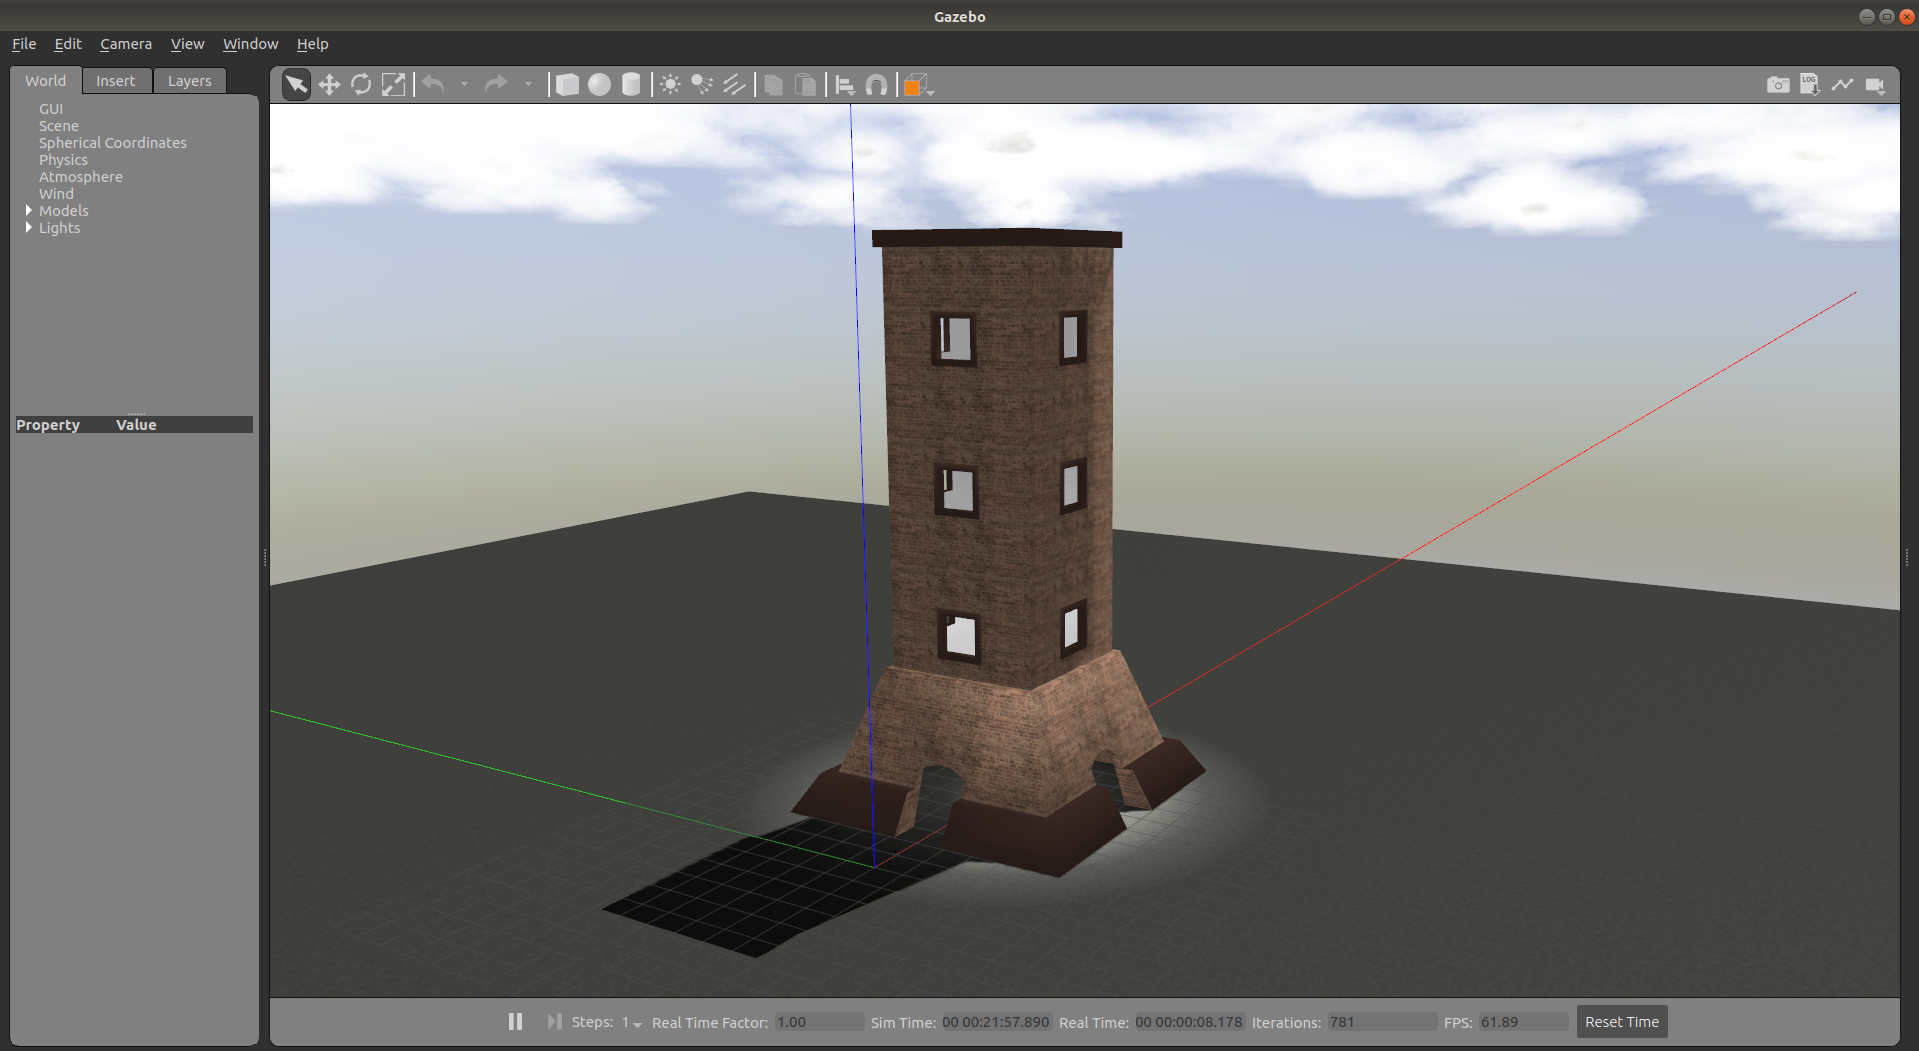 Gazebo
File Edit Camera View Window Help
World Insert Layers
LOG
GUI
Scene
Spherical Coordinates
Physics
Atmosphere
Wind
Models
Lights
Property Value
Steps: 1 Real Time Factor: 1.00 Sim Time: 00 00:21:57.890 Real Time: 00 00:00:08.178 Iterations: 781 FPS: 61.89 Reset Time